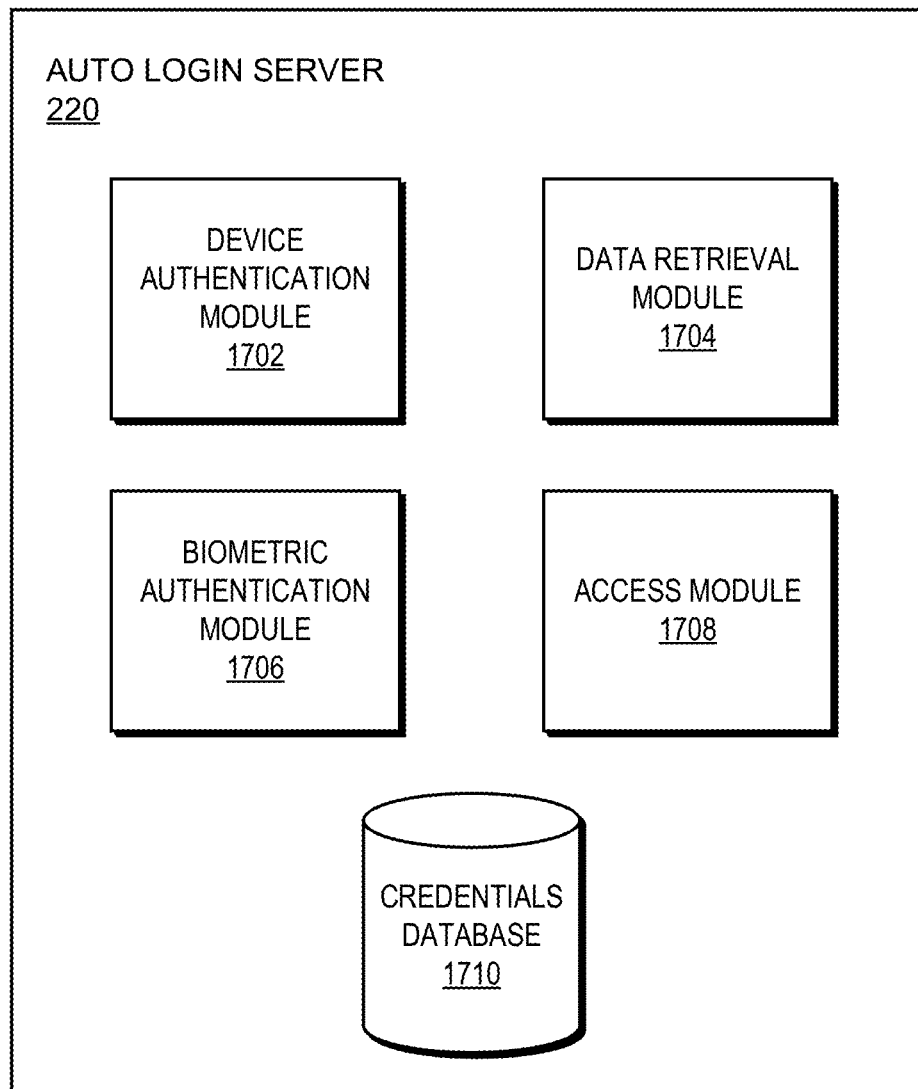 AUTO LOGIN SERVER
220
DEVICE
AUTHENTICATION
MODULE
1702
DATA RETRIEVAL
MODULE
1704
BIOMETRIC
AUTHENTICATION
MODULE
1706
ACCESS MODULE
1708
CREDENTIALS
DATABASE
1710